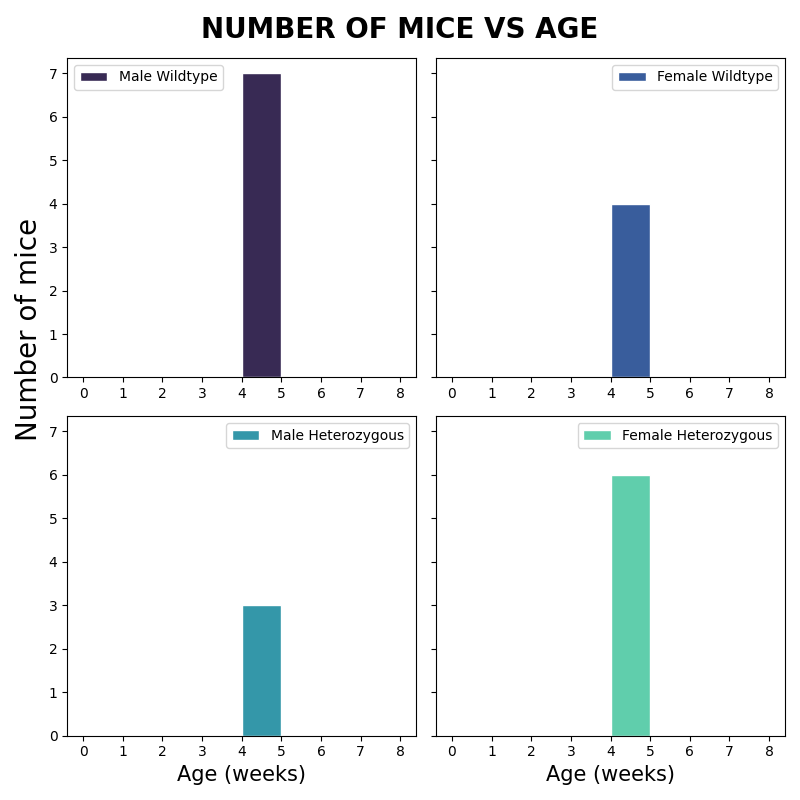 NUMBER OF MICE VS AGE
Number of mice
Male Wildtype
7
6
5
4
3
2
1
0
0 1 2 3 4 5 6 7 8
Female Wildtype
0 1 2 3 4 5 6 7 8
Male Heterozygous
7
6
5
4
3
2
1
0
0 1 2 3 4 5 6 7 8
Age (weeks)
Female Heterozygous
0 1 2 3 4 5 6 7 8
Age (weeks)